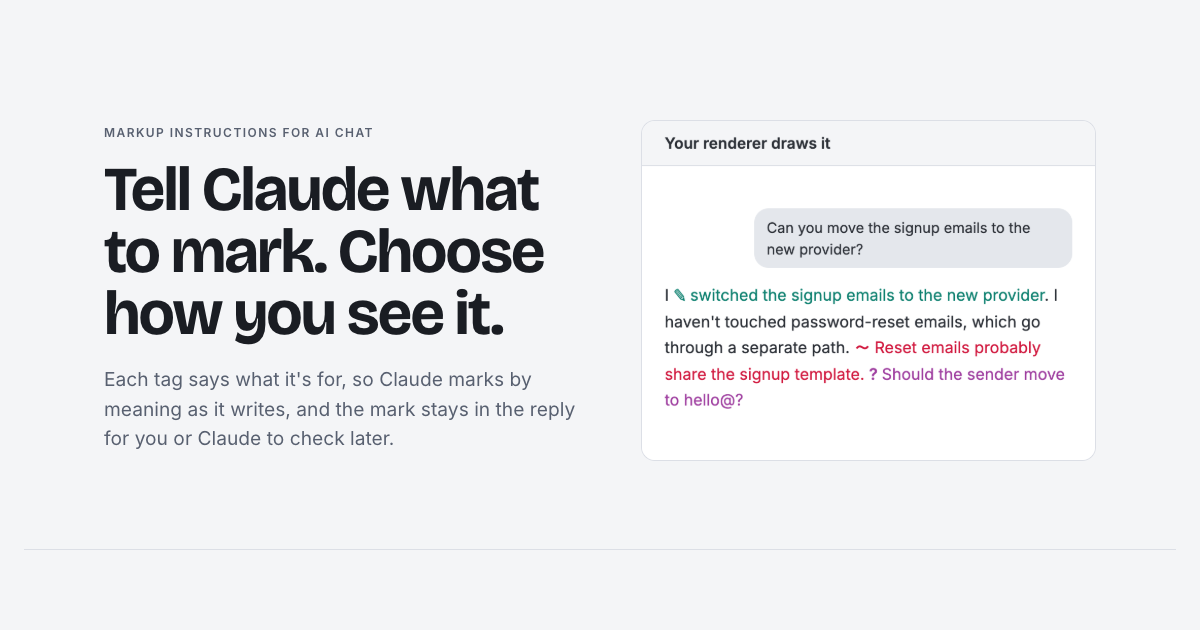 MARKUP INSTRUCTIONS FOR AI CHAT
Tell Claude what
to mark. Choose
how you see it.
Each tag says what it's for, so Claude marks by
meaning as it writes, and the mark stays in the reply
for you or Claude to check later.
Your renderer draws it
Can you move the signup emails to the
new provider?
I ✎ switched the signup emails to the new provider. I
haven't touched password-reset emails, which go
through a separate path. ~ Reset emails probably
share the signup template. ? Should the sender move
to hello@?